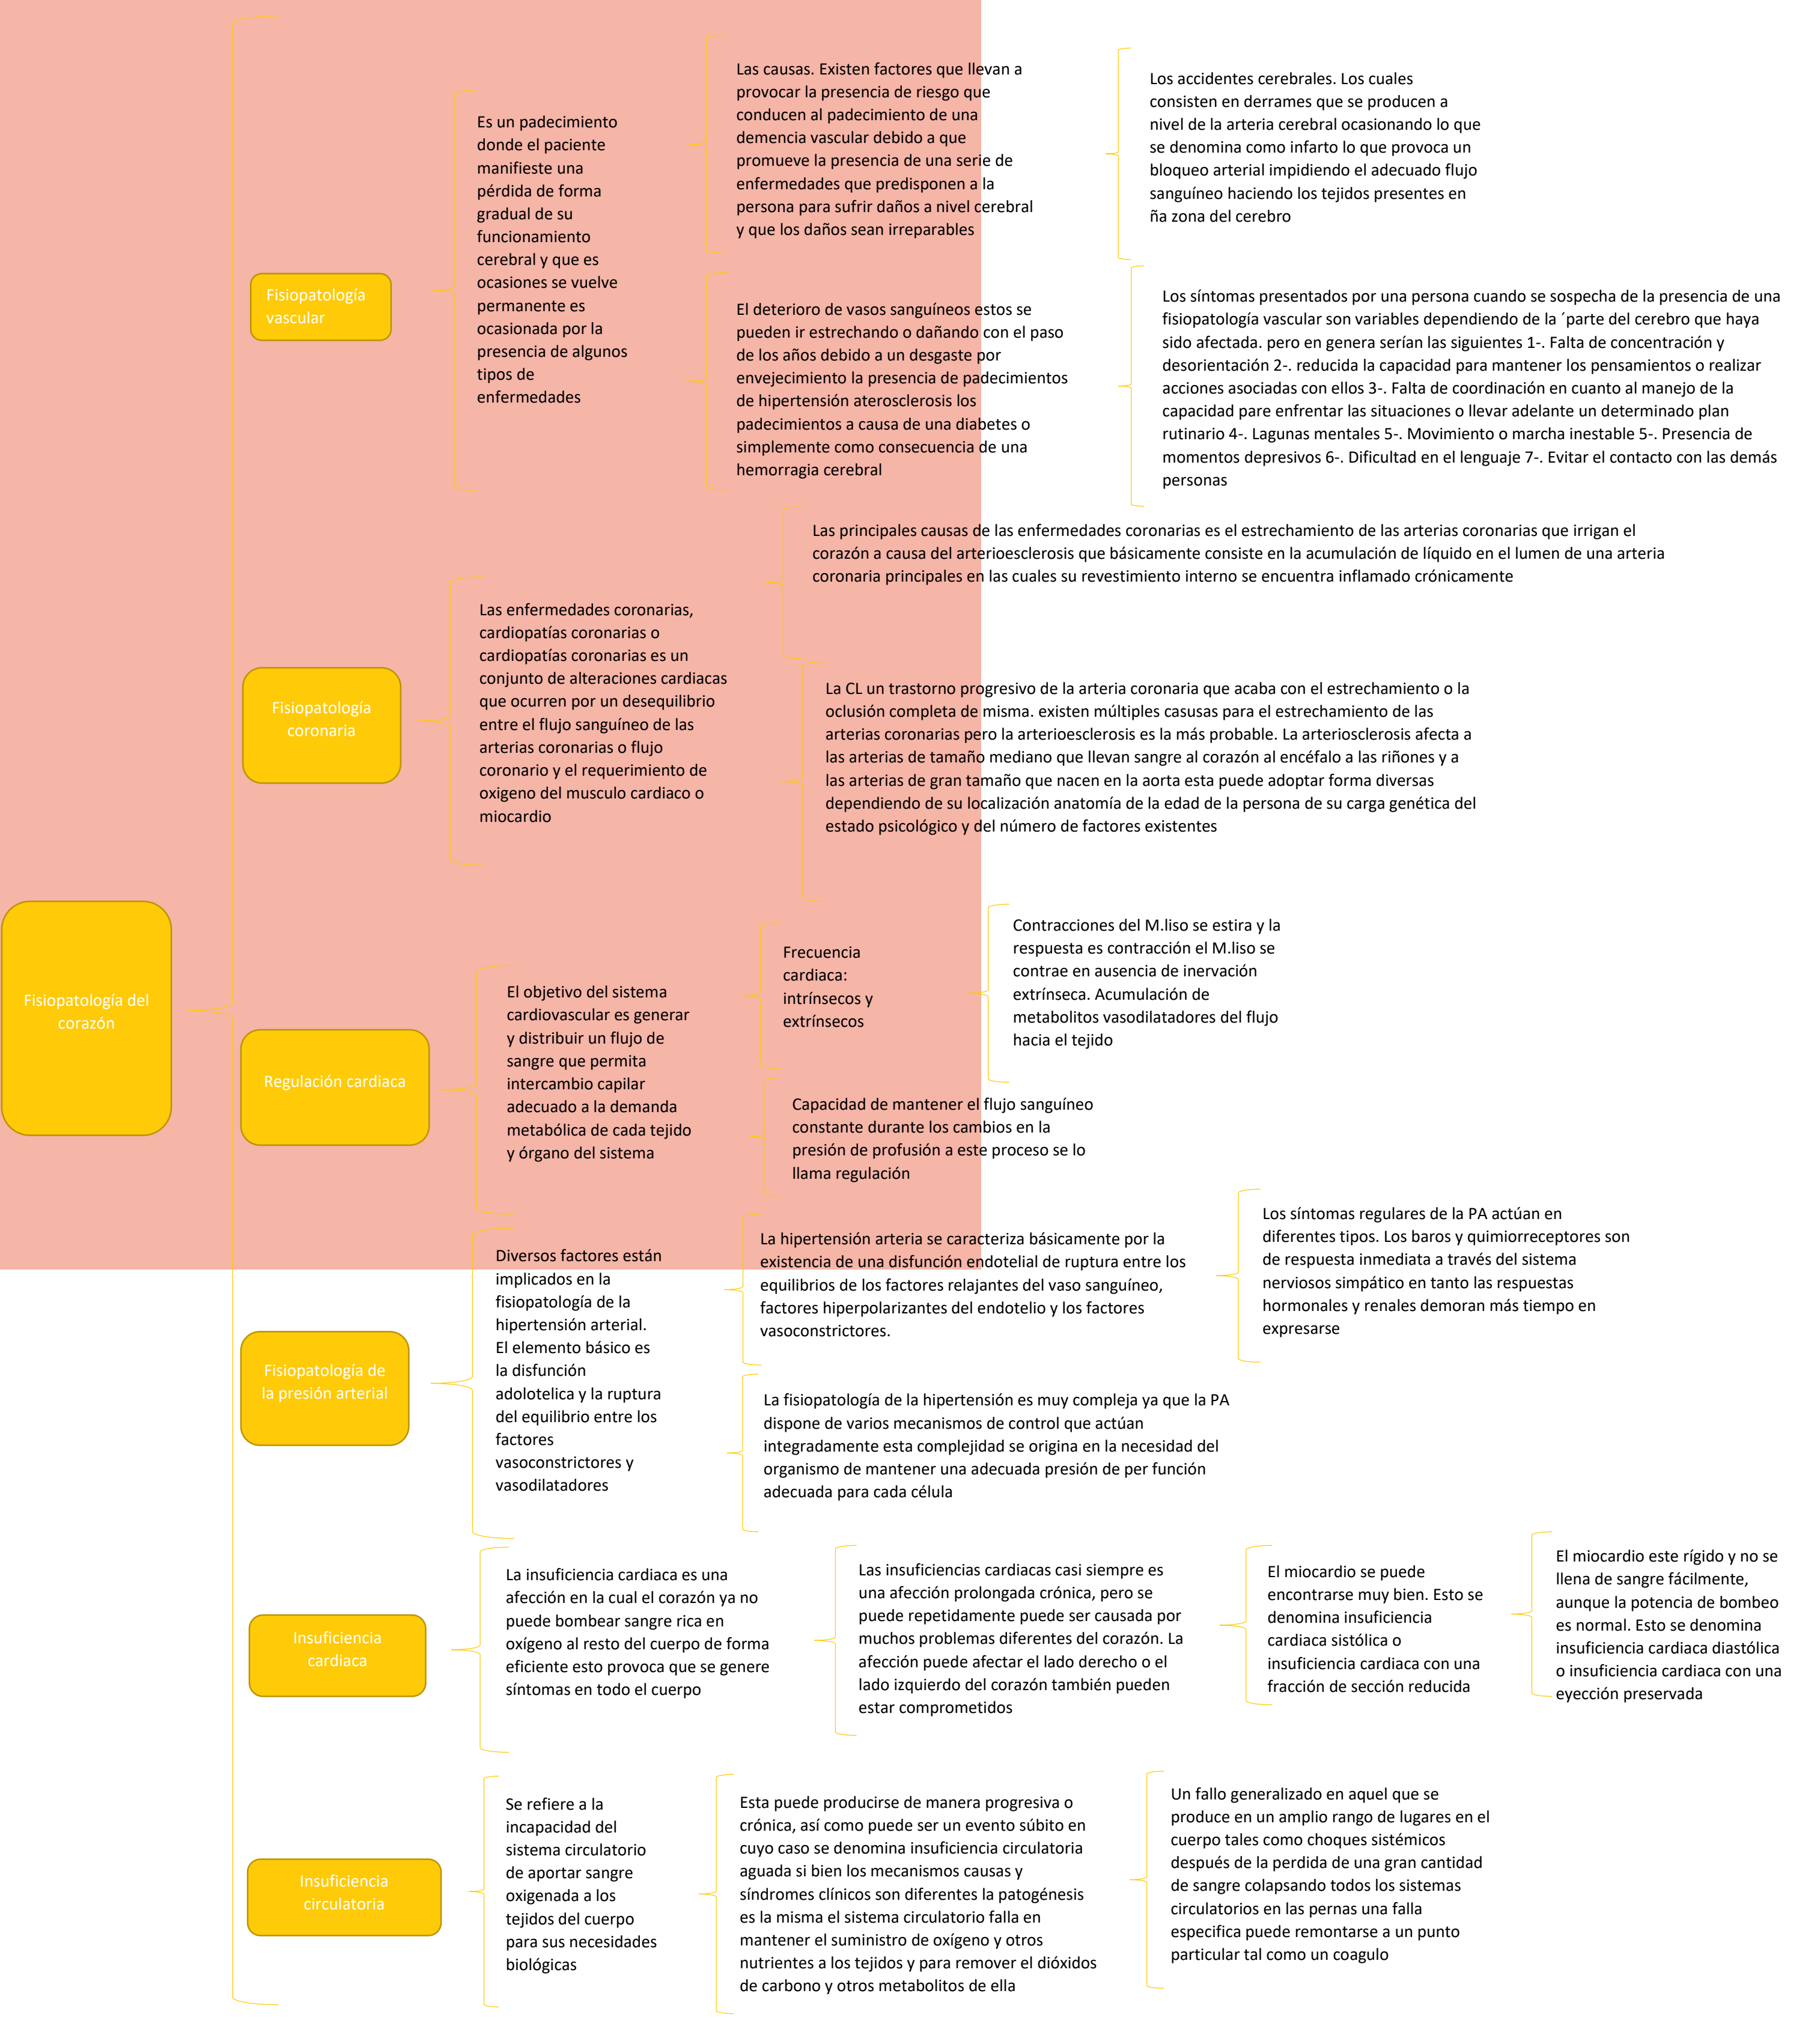 Fisiopatología del
corazón
Fisiopatología
vascular
Es un padecimiento
donde el paciente
manifieste una
pérdida de forma
gradual de su
funcionamiento
cerebral y que es
ocasiones se vuelve
permanente es
ocasionada por la
presencia de algunos
tipos de
enfermedades
Las causas. Existen factores que llevan a
provocar la presencia de riesgo que
conducen al padecimiento de una
demencia vascular debido a que
promueve la presencia de una serie de
enfermedades que predisponen a la
persona para sufrir daños a nivel cerebral
y que los daños sean irreparables
Los accidentes cerebrales. Los cuales
consisten en derrames que se producen a
nivel de la arteria cerebral ocasionando lo que
se denomina como infarto lo que provoca un
bloqueo arterial impidiendo el adecuado flujo
sanguíneo haciendo los tejidos presentes en
ña zona del cerebro
El deterioro de vasos sanguíneos estos se
pueden ir estrechando o dañando con el paso
de los años debido a un desgaste por
envejecimiento la presencia de padecimientos
de hipertensión aterosclerosis los
padecimientos a causa de una diabetes o
simplemente como consecuencia de una
hemorragia cerebral
Los síntomas presentados por una persona cuando se sospecha de la presencia de una
fisiopatología vascular son variables dependiendo de la ´parte del cerebro que haya
sido afectada. pero en genera serían las siguientes 1-. Falta de concentración y
desorientación 2-. reducida la capacidad para mantener los pensamientos o realizar
acciones asociadas con ellos 3-. Falta de coordinación en cuanto al manejo de la
capacidad pare enfrentar las situaciones o llevar adelante un determinado plan
rutinario 4-. Lagunas mentales 5-. Movimiento o marcha inestable 5-. Presencia de
momentos depresivos 6-. Dificultad en el lenguaje 7-. Evitar el contacto con las demás
personas
Fisiopatología
coronaria
Las enfermedades coronarias,
cardiopatías coronarias o
cardiopatías coronarias es un
conjunto de alteraciones cardiacas
que ocurren por un desequilibrio
entre el flujo sanguíneo de las
arterias coronarias o flujo
coronario y el requerimiento de
oxigeno del musculo cardiaco o
miocardio
Las principales causas de las enfermedades coronarias es el estrechamiento de las arterias coronarias que irrigan el
corazón a causa del arterioesclerosis que básicamente consiste en la acumulación de líquido en el lumen de una arteria
coronaria principales en las cuales su revestimiento interno se encuentra inflamado crónicamente
La CL un trastorno progresivo de la arteria coronaria que acaba con el estrechamiento o la
oclusión completa de misma. existen múltiples casusas para el estrechamiento de las
arterias coronarias pero la arterioesclerosis es la más probable. La arteriosclerosis afecta a
las arterias de tamaño mediano que llevan sangre al corazón al encéfalo a las riñones y a
las arterias de gran tamaño que nacen en la aorta esta puede adoptar forma diversas
dependiendo de su localización anatomía de la edad de la persona de su carga genética del
estado psicológico y del número de factores existentes
Regulación cardiaca
El objetivo del sistema
cardiovascular es generar
y distribuir un flujo de
sangre que permita
intercambio capilar
adecuado a la demanda
metabólica de cada tejido
y órgano del sistema
Frecuencia
cardiaca:
intrínsecos y
extrínsecos
Contracciones del M.liso se estira y la
respuesta es contracción el M.liso se
contrae en ausencia de inervación
extrínseca. Acumulación de
metabolitos vasodilatadores del flujo
hacia el tejido
Capacidad de mantener el flujo sanguíneo
constante durante los cambios en la
presión de profusión a este proceso se lo
llama regulación
Fisiopatología de
la presión arterial
Diversos factores están
implicados en la
fisiopatología de la
hipertensión arterial.
El elemento básico es
la disfunción
adolotelica y la ruptura
del equilibrio entre los
factores
vasoconstrictores y
vasodilatadores
La hipertensión arteria se caracteriza básicamente por la
existencia de una disfunción endotelial de ruptura entre los
equilibrios de los factores relajantes del vaso sanguíneo,
factores hiperpolarizantes del endotelio y los factores
vasoconstrictores.
Los síntomas regulares de la PA actúan en
diferentes tipos. Los baros y quimiorreceptores son
de respuesta inmediata a través del sistema
nerviosos simpático en tanto las respuestas
hormonales y renales demoran más tiempo en
expresarse
La fisiopatología de la hipertensión es muy compleja ya que la PA
dispone de varios mecanismos de control que actúan
integradamente esta complejidad se origina en la necesidad del
organismo de mantener una adecuada presión de per función
adecuada para cada célula
Insuficiencia
cardiaca
La insuficiencia cardiaca es una
afección en la cual el corazón ya no
puede bombear sangre rica en
oxígeno al resto del cuerpo de forma
eficiente esto provoca que se genere
síntomas en todo el cuerpo
Las insuficiencias cardiacas casi siempre es
una afección prolongada crónica, pero se
puede repetidamente puede ser causada por
muchos problemas diferentes del corazón. La
afección puede afectar el lado derecho o el
lado izquierdo del corazón también pueden
estar comprometidos
El miocardio se puede
encontrarse muy bien. Esto se
denomina insuficiencia
cardiaca sistólica o
insuficiencia cardiaca con una
fracción de sección reducida
El miocardio este rígido y no se
llena de sangre fácilmente,
aunque la potencia de bombeo
es normal. Esto se denomina
insuficiencia cardiaca diastólica
o insuficiencia cardiaca con una
eyección preservada
Insuficiencia
circulatoria
Se refiere a la
incapacidad del
sistema circulatorio
de aportar sangre
oxigenada a los
tejidos del cuerpo
para sus necesidades
biológicas
Esta puede producirse de manera progresiva o
crónica, así como puede ser un evento súbito en
cuyo caso se denomina insuficiencia circulatoria
aguada si bien los mecanismos causas y
síndromes clínicos son diferentes la patogénesis
es la misma el sistema circulatorio falla en
mantener el suministro de oxígeno y otros
nutrientes a los tejidos y para remover el dióxidos
de carbono y otros metabolitos de ella
Un fallo generalizado en aquel que se
produce en un amplio rango de lugares en el
cuerpo tales como choques sistémicos
después de la perdida de una gran cantidad
de sangre colapsando todos los sistemas
circulatorios en las pernas una falla
especifica puede remontarse a un punto
particular tal como un coagulo